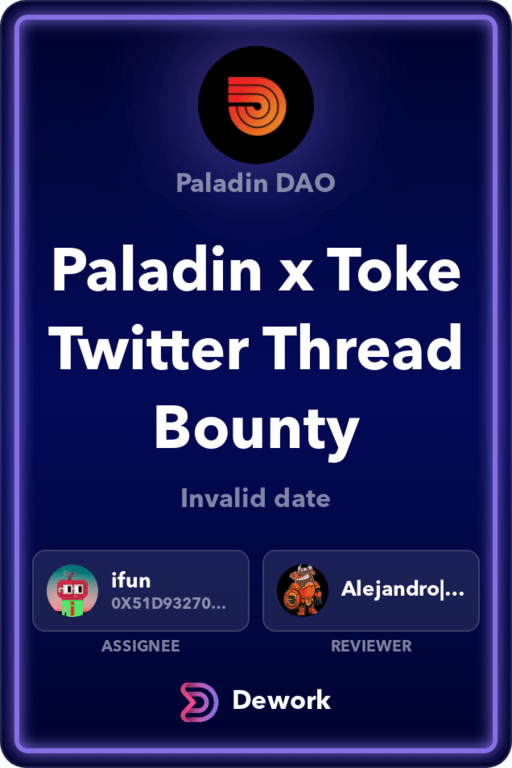 Paladin DAO
Paladin x Toke
Twitter Thread
Bounty
Invalid date
ifun
0X51D93270...
Alejandro|...
ASSIGNEE
REVIEWER
Dework